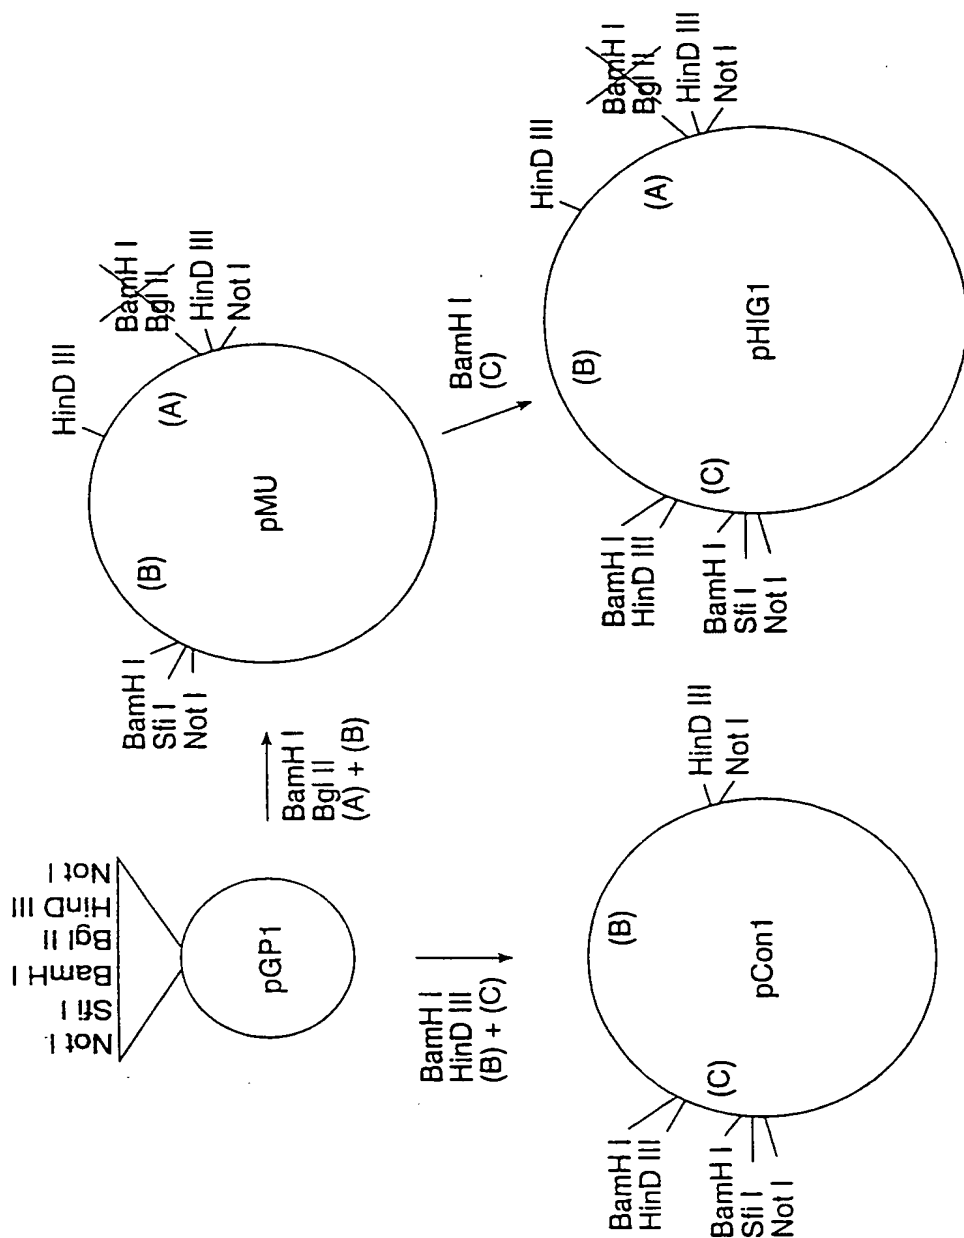 Not I
Sfi I
BamH I
Bgl II
HinD III
Not I
pGP1
BamH I
Bgl II
(A) + (B)
BamH I
Sfi I
Not I
(B)
HinD III
(A)
BamH I
Bgl II
HinD III
Not I
pMU
BamH I
HinD III
(B) + (C)
BamH I
(C)
BamH I
HinD III
(C)
BamH I
Sfi I
Not I
(B)
HinD III
Not I
pCon1
BamH I
HinD III
(C)
BamH I
Sfi I
Not I
(B)
HinD III
(A)
BamH I
Bgl II
HinD III
Not I
pHIG1